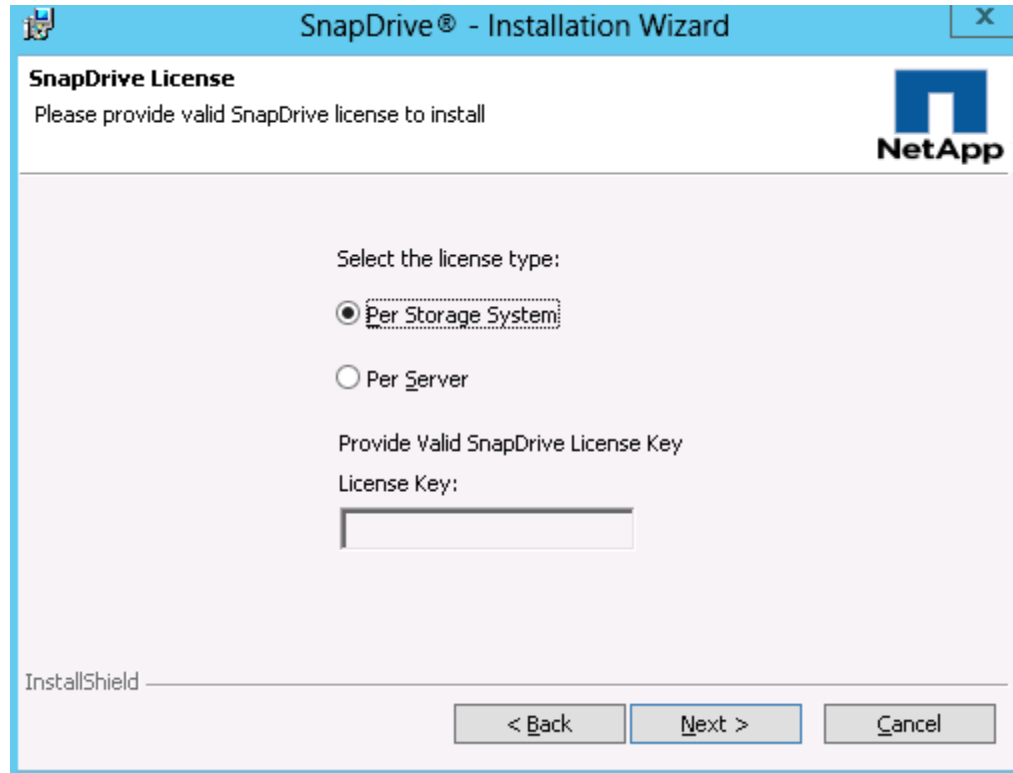 SnapDrive® - Installation Wizard
x
SnapDrive License
Please provide valid SnapDrive license to install
NetApp
Select the license type:
Per Storage System
Per Server
Provide Valid SnapDrive License Key
License Key:
InstallShield
< Back
Next >
Cancel